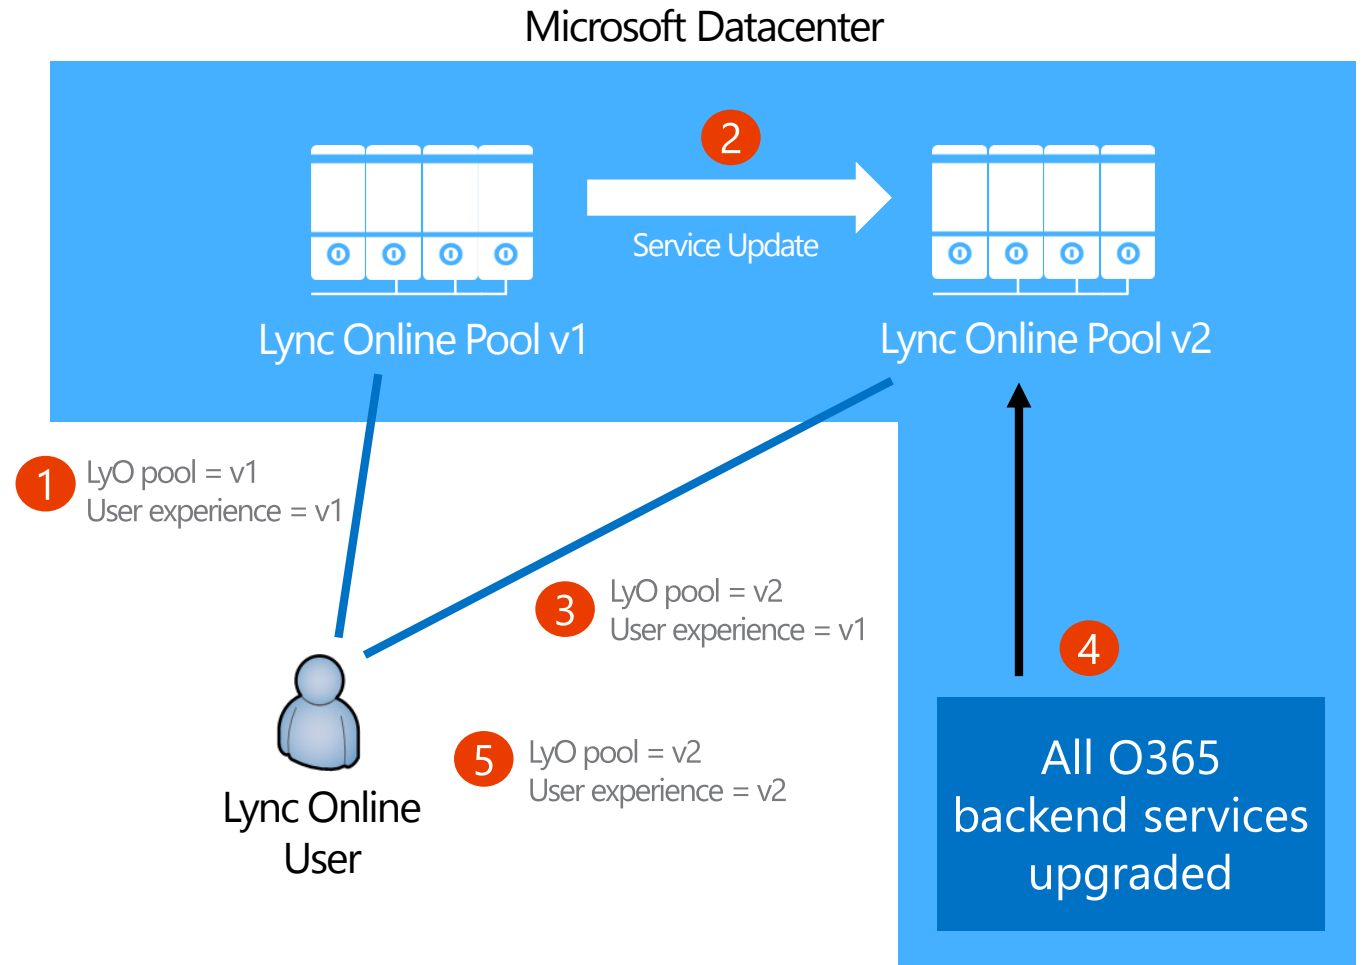 Microsoft Datacenter
2
Service Update
Lync Online Pool v1
Lync Online Pool v2
1
LyO pool = v1
User experience = v1
3
LyO pool = v2
User experience = v1
4
5
LyO pool = v2
User experience = v2
Lync Online
User
All O365
backend services
upgraded